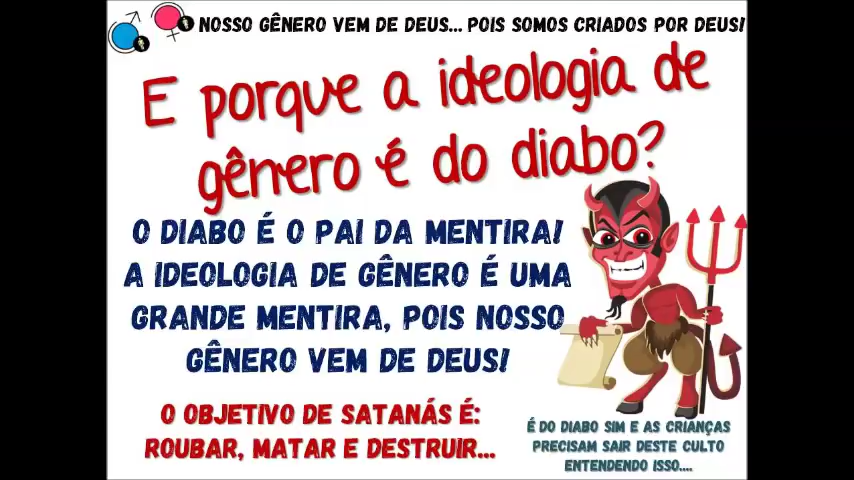 NOSSO GÊNERO VEM DE DEUS... POIS SOMOS CRIADOS POR DEUS!
E porque a ideologia de
gênero é do diabo?
O DIABO É O PAI DA MENTIRA!
A IDEOLOGIA DE GÊNERO É UMA
GRANDE MENTIRA, POIS NOSSO
GÊNERO VEM DE DEUS!
O OBJETIVO DE SATANÁS É:
ROUBAR, MATAR E DESTRUIR...
É DO DIABO SIM E AS CRIANÇAS
PRECISAM SAIR DESTE CULTO
ENTENDENDO ISSO....